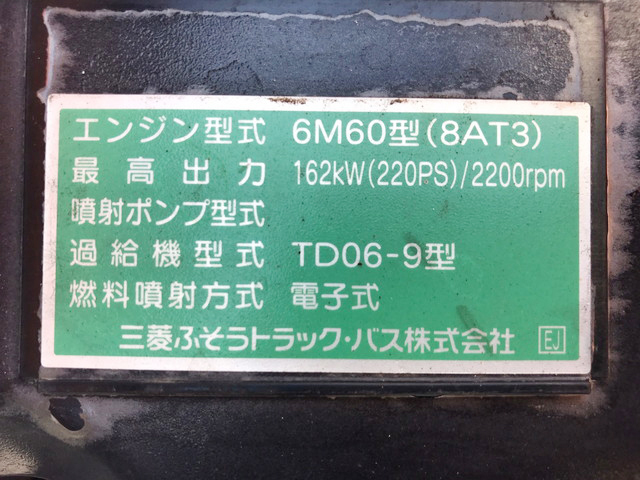 エンジン型式 6M60型(8AT3)
最高出力 162kW(220PS)/2200rpm
噴射ポンプ型式
過給機型式 TD06-9型
燃料噴射方式 電子式
三菱ふそうトラック・バス株式会社 EJ